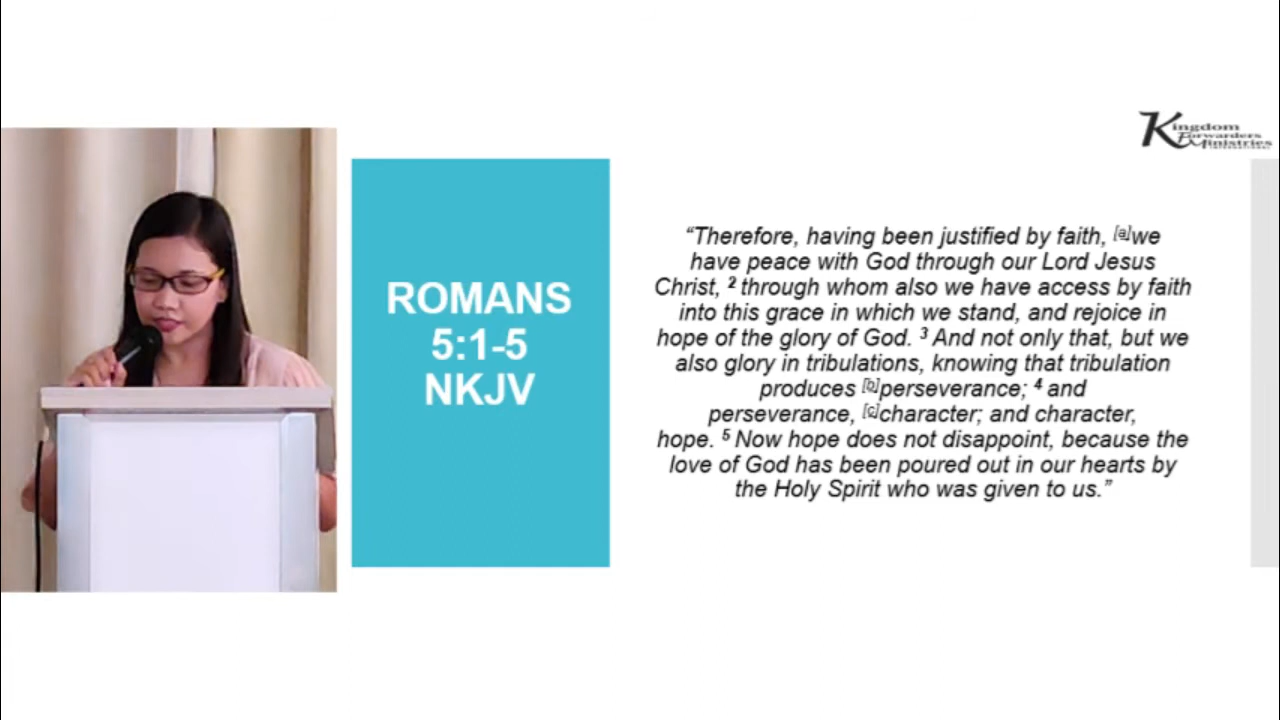 Kingdom
Forwarders
Ministries
INTERNATIONAL
ROMANS
5:1-5
NKJV
“Therefore, having been justified by faith, [a]we
have peace with God through our Lord Jesus
Christ, 2 through whom also we have access by faith
into this grace in which we stand, and rejoice in
hope of the glory of God. 3 And not only that, but we
also glory in tribulations, knowing that tribulation
produces [b]perseverance; 4 and
perseverance, [c]character; and character,
hope. 5 Now hope does not disappoint, because the
love of God has been poured out in our hearts by
the Holy Spirit who was given to us.”